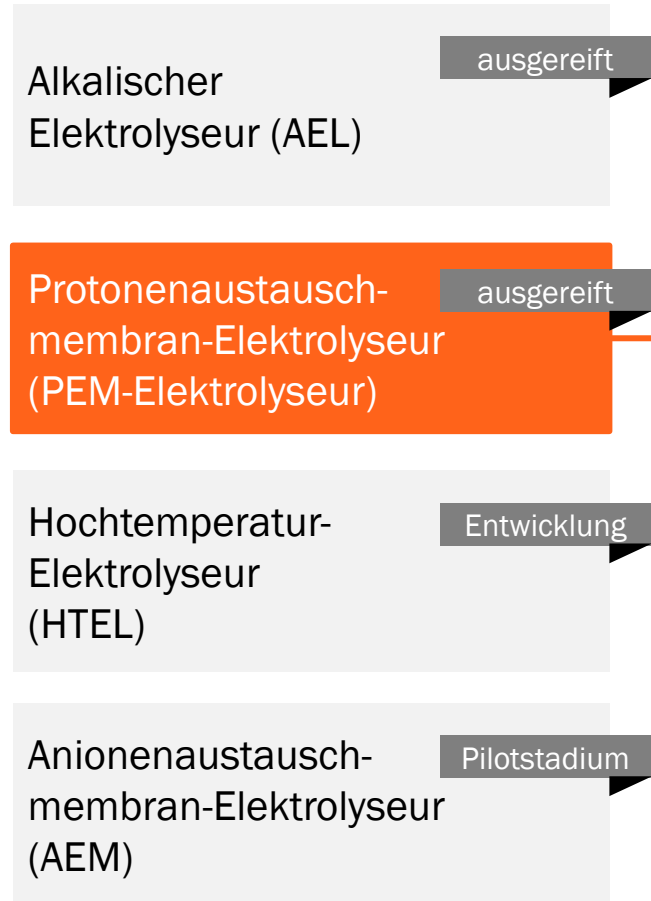 ausgereift
Alkalischer
Elektrolyseur (AEL)
ausgereift
Protonenaustausch-
membran-Elektrolyseur
(PEM-Elektrolyseur)
Entwicklung
Hochtemperatur-
Elektrolyseur
(HTEL)
Pilotstadium
Anionenaustausch-
membran-Elektrolyseur
(AEM)